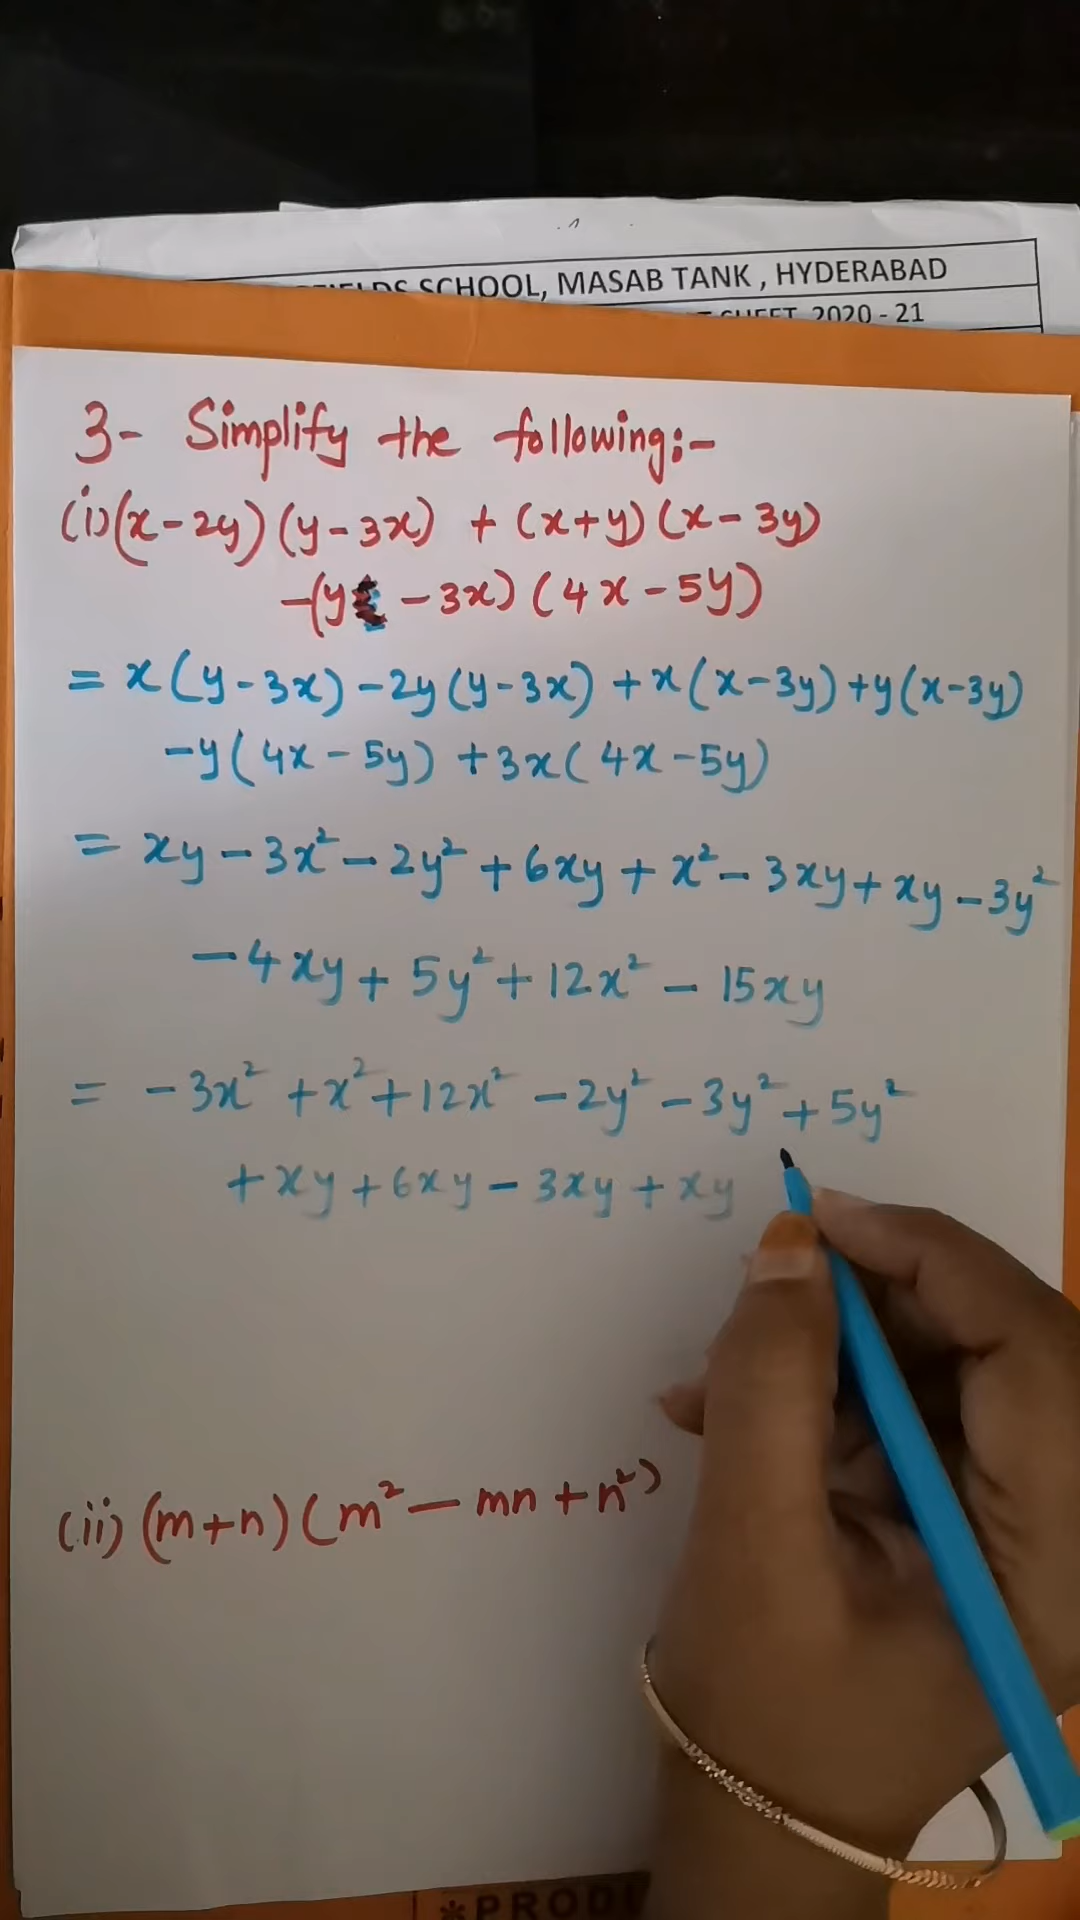 SCHOOL, MASAB TANK, HYDERABAD
2020 - 21
3- Simplify the following:-
(i) (x-2y) (y-3x) + (x+y) (x-3y)
-(y -3x) (4x-5y)
= x(y-3x) -2y(y-3x) +x(x-3y) +y(x-3y)
-y(4x-5y) +3x(4x-5y)
= xy -3x² -2y² +6xy +x² -3xy + xy -3y²
-4xy + 5y² + 12x² - 15xy
= -3x² +x² +12x² -2y² -3y² +5y²
+xy +6xy -3xy +xy
(ii) (m+n) (m² - mn + n²)